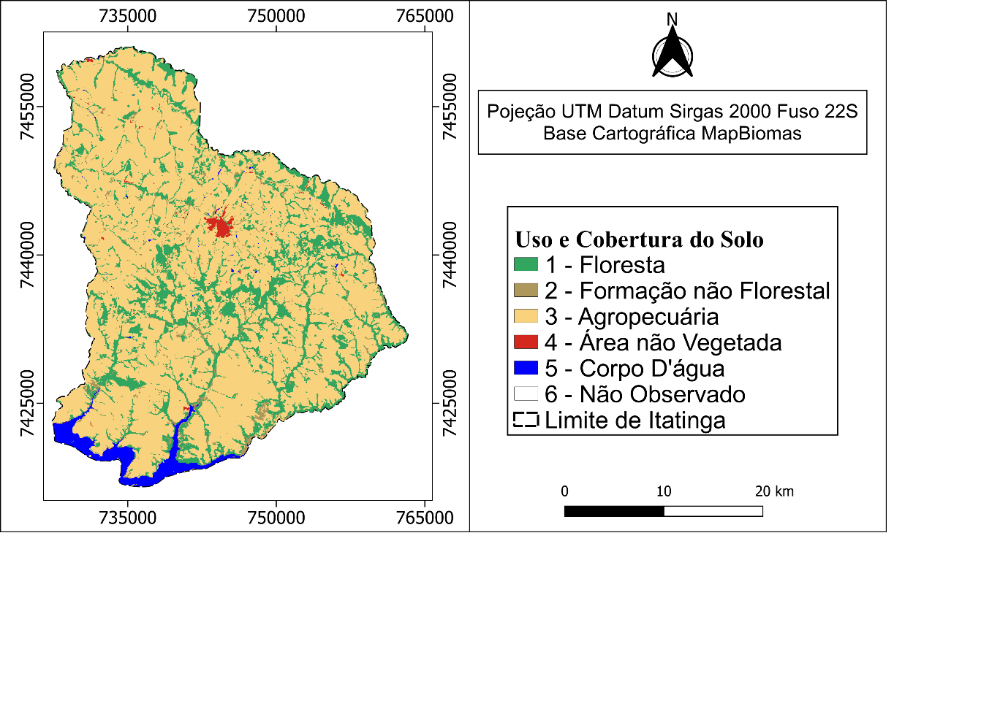 735000 750000 765000
7455000 7455000
7440000 7440000
7425000 7425000
735000 750000 765000
N
Pojeção UTM Datum Sirgas 2000 Fuso 22S
Base Cartográfica MapBiomas
Uso e Cobertura do Solo
1 - Floresta
2 - Formação não Florestal
3 - Agropecuária
4 - Área não Vegetada
5 - Corpo D'água
6 - Não Observado
Limite de Itatinga
0 10 20 km